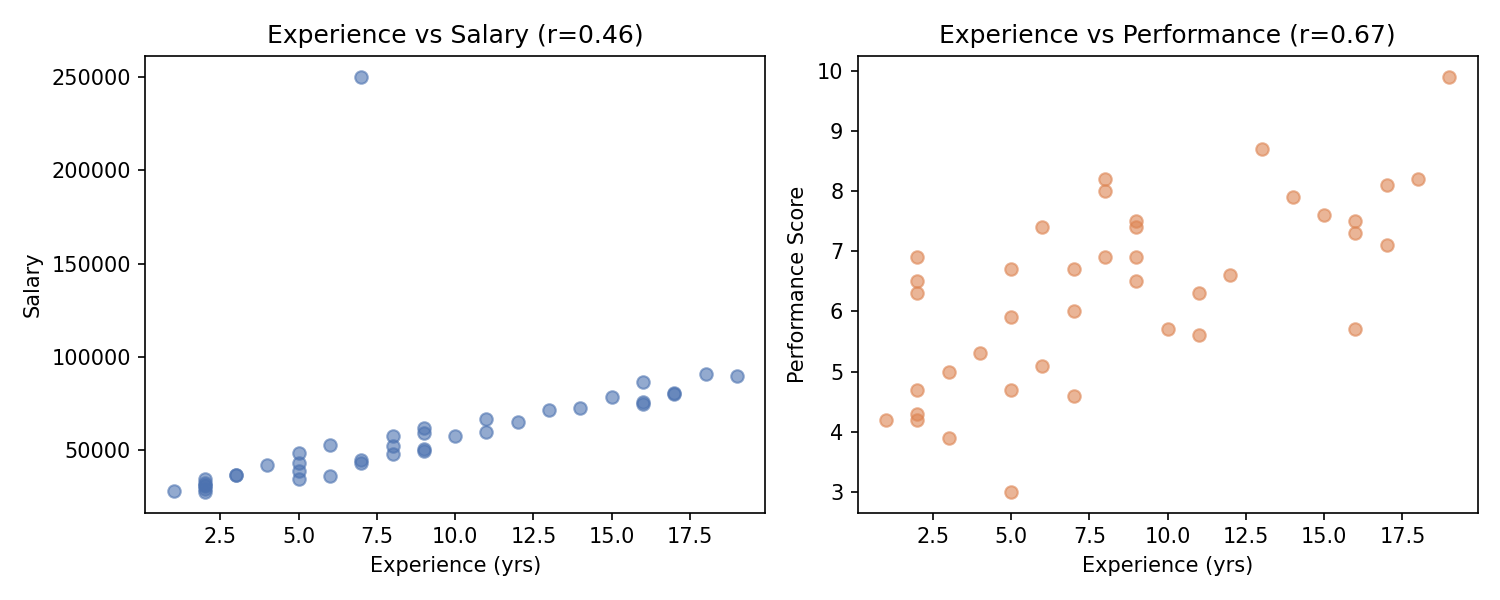 Experience vs Salary (r=0.46)
250000
200000
150000
100000
50000
Salary
2.5 5.0 7.5 10.0 12.5 15.0 17.5
Experience (yrs)
Experience vs Performance (r=0.67)
10
9
8
7
6
5
4
3
Performance Score
2.5 5.0 7.5 10.0 12.5 15.0 17.5
Experience (yrs)